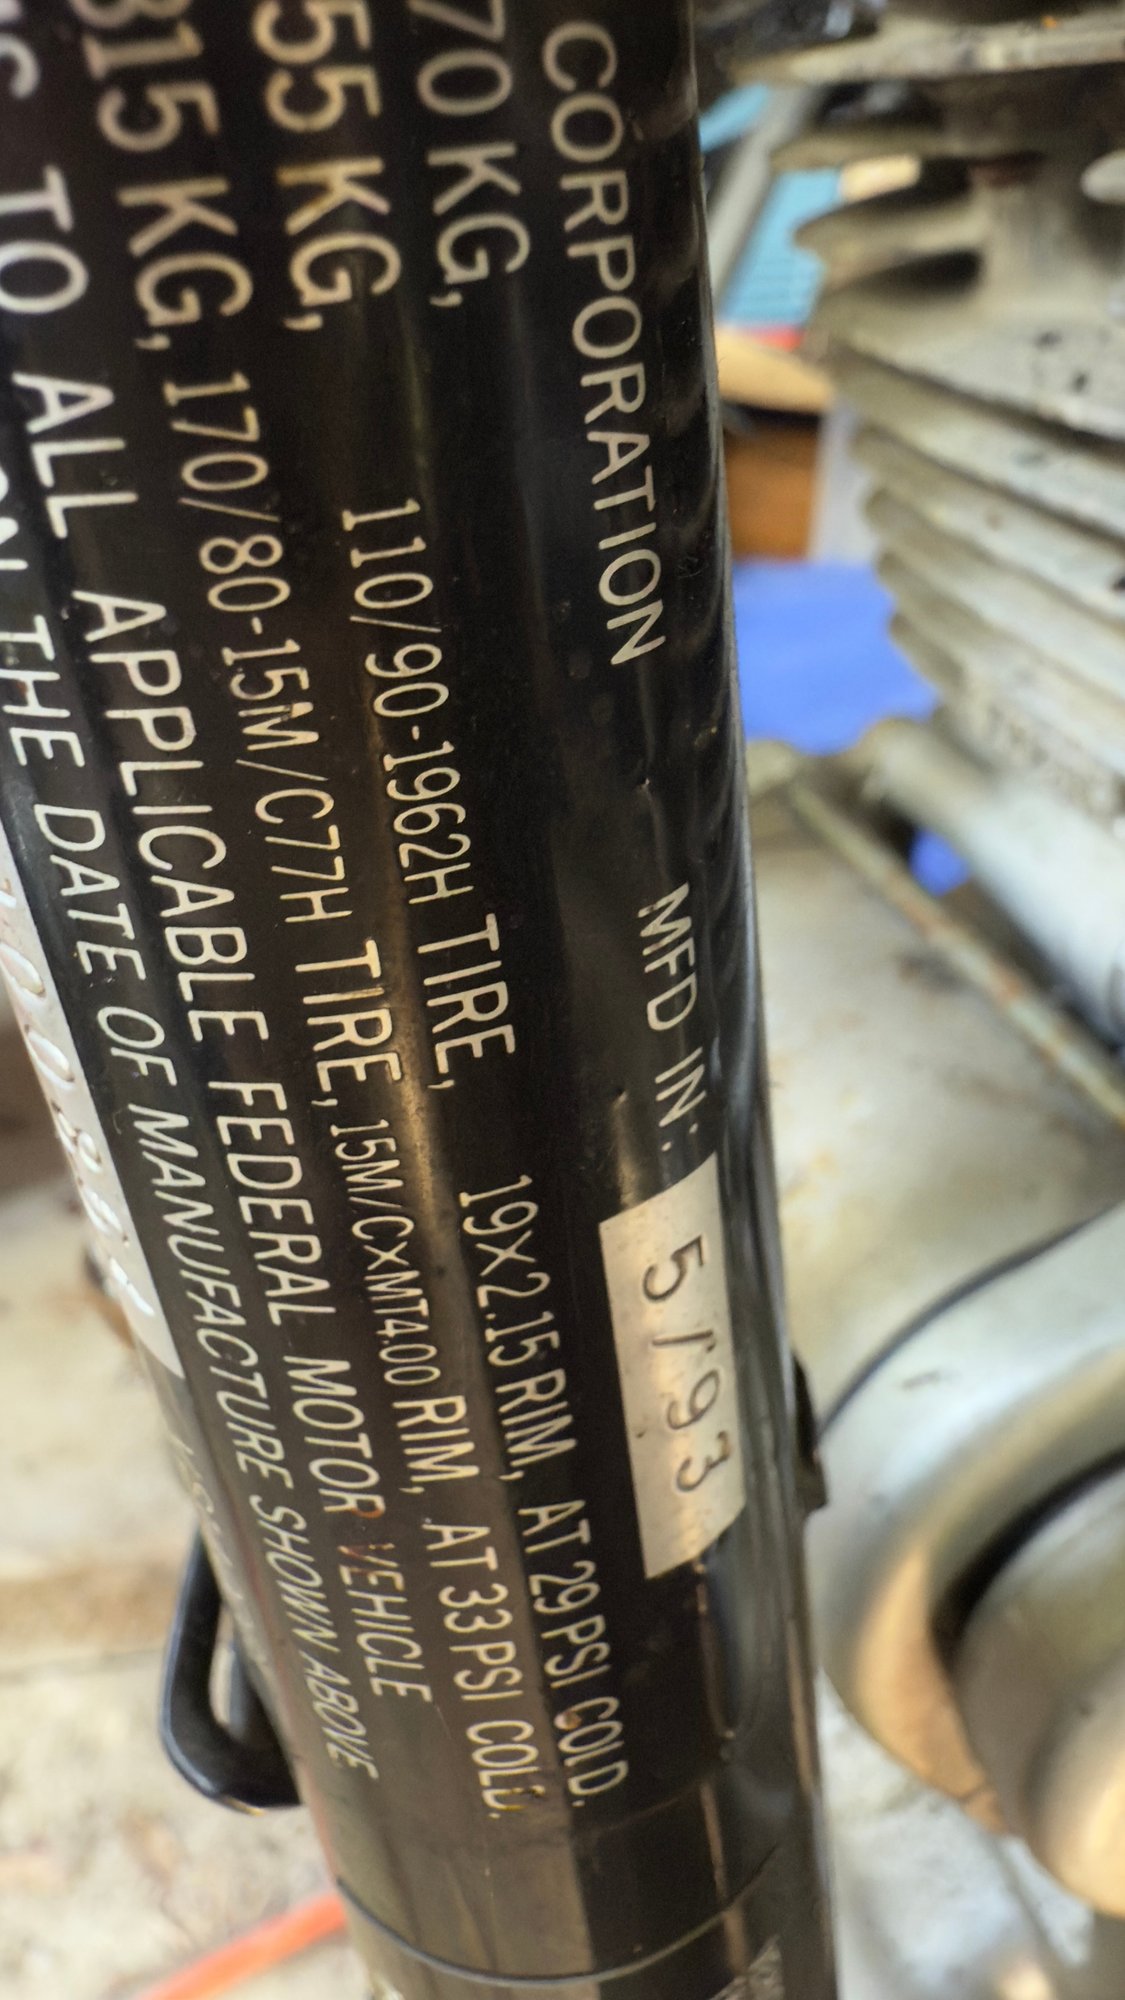 CORPORATION MFD IN: 5/93
70 KG, 110/90-1962H TIRE, 19X2.15 RIM, AT 29 PSI COLD.
55 KG,
315 KG, 170/80-15M/C77H TIRE, 15M/CXMT4.00 RIM, AT 33 PSI COLD.
TO ALL APPLICABLE FEDERAL MOTOR VEHICLE
THE DATE OF MANUFACTURE SHOWN ABOVE